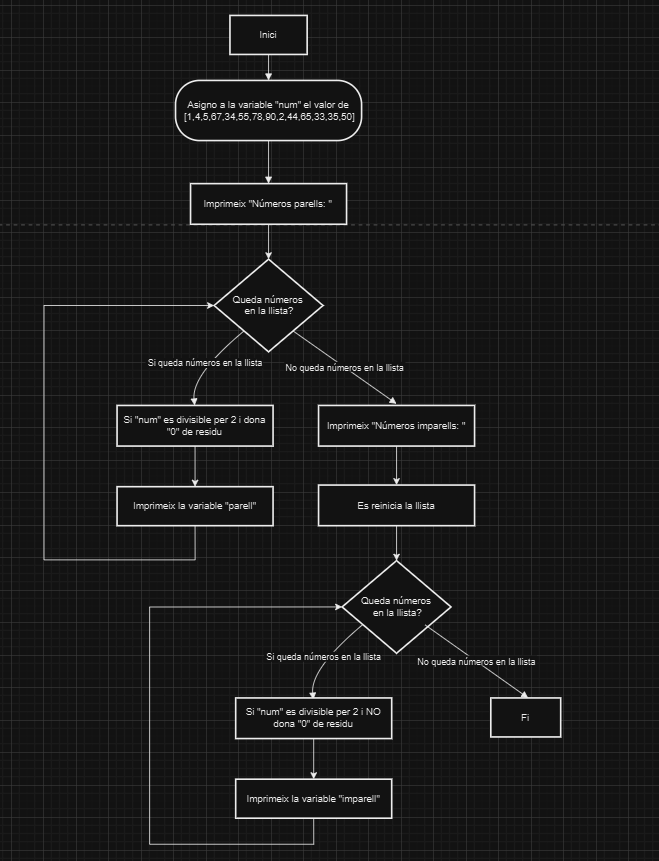 Inici
Asigno a la variable "num" el valor de
[1,4,5,67,34,55,78,90,2,44,65,33,35,50]
Imprimeix "Números parells: "
Queda números
en la llista?
Si queda números en la llista
No queda números en la llista
Si "num" es divisible per 2 i dona
"0" de residu
Imprimeix "Números imparells: "
Imprimeix la variable "parell"
Es reinicia la llista
Queda números
en la llista?
Si queda números en la llista
No queda números en la llista
Si "num" es divisible per 2 i NO
dona "0" de residu
Fi
Imprimeix la variable "imparell"